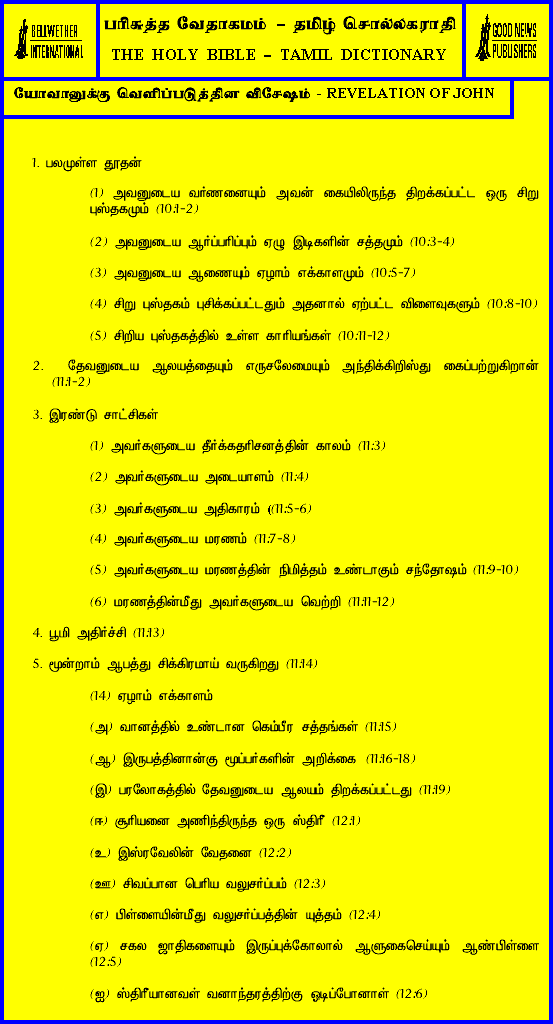 BELLWETHER
INTERNATIONAL
பரிசுத்த வேதாகமம் – தமிழ் சொல்லகராதி
THE HOLY BIBLE – TAMIL DICTIONARY
GOOD NEWS
PUBLISHERS
யோவானுக்கு வெளிப்படுத்தின விசேஷம் - REVELATION OF JOHN
1. பலமுள்ள தூதன்
(1) அவனுடைய வர்ணனையும் அவன் கையிலிருந்த திறக்கப்பட்ட ஒரு சிறு
புஸ்தகமும் (10:1-2)
(2) அவனுடைய ஆர்ப்பரிப்பும் ஏழு இடிகளின் சத்தமும் (10:3-4)
(3) அவனுடைய ஆணையும் ஏழாம் எக்காளமும் (10:5-7)
(4) சிறு புஸ்தகம் புசிக்கப்பட்டதும் அதனால் ஏற்பட்ட விளைவுகளும் (10:8-10)
(5) சிறிய புஸ்தகத்தில் உள்ள காரியங்கள் (10:11-12)
2. தேவனுடைய ஆலயத்தையும் எருசலேமையும் அந்திக்கிறிஸ்து கைப்பற்றுகிறான்
(11:1-2)
3. இரண்டு சாட்சிகள்
(1) அவர்களுடைய தீர்க்கதரிசனத்தின் காலம் (11:3)
(2) அவர்களுடைய அடையாளம் (11:4)
(3) அவர்களுடைய அதிகாரம் ((11:5-6)
(4) அவர்களுடைய மரணம் (11:7-8)
(5) அவர்களுடைய மரணத்தின் நிமித்தம் உண்டாகும் சந்தோஷம் (11:9-10)
(6) மரணத்தின்மீது அவர்களுடைய வெற்றி (11:11-12)
4. பூமி அதிர்ச்சி (11:13)
5. மூன்றாம் ஆபத்து சிக்கிரமாய் வருகிறது (11:14)
(14) ஏழாம் எக்காளம்
(அ) வானத்தில் உண்டான கெம்பீர சத்தங்கள் (11:15)
(ஆ) இருபத்தினான்கு மூப்பர்களின் அறிக்கை (11:16-18)
(இ) பரலோகத்தில் தேவனுடைய ஆலயம் திறக்கப்பட்டது (11:19)
(ஈ) சூரியனை அணிந்திருந்த ஒரு ஸ்திரீ (12:1)
(உ) இஸ்ரவேலின் வேதனை (12:2)
(ஊ) சிவப்பான பெரிய வலுசர்ப்பம் (12:3)
(எ) பிள்ளையின்மீது வலுசர்ப்பத்தின் யுத்தம் (12:4)
(ஏ) சகல ஜாதிகளையும் இருப்புக்கோலால் ஆளுகைசெய்யும் ஆண்பிள்ளை
(12:5)
(ஐ) ஸ்திரீயானவள் வனாந்தரத்திற்கு ஓடிப்போனாள் (12:6)